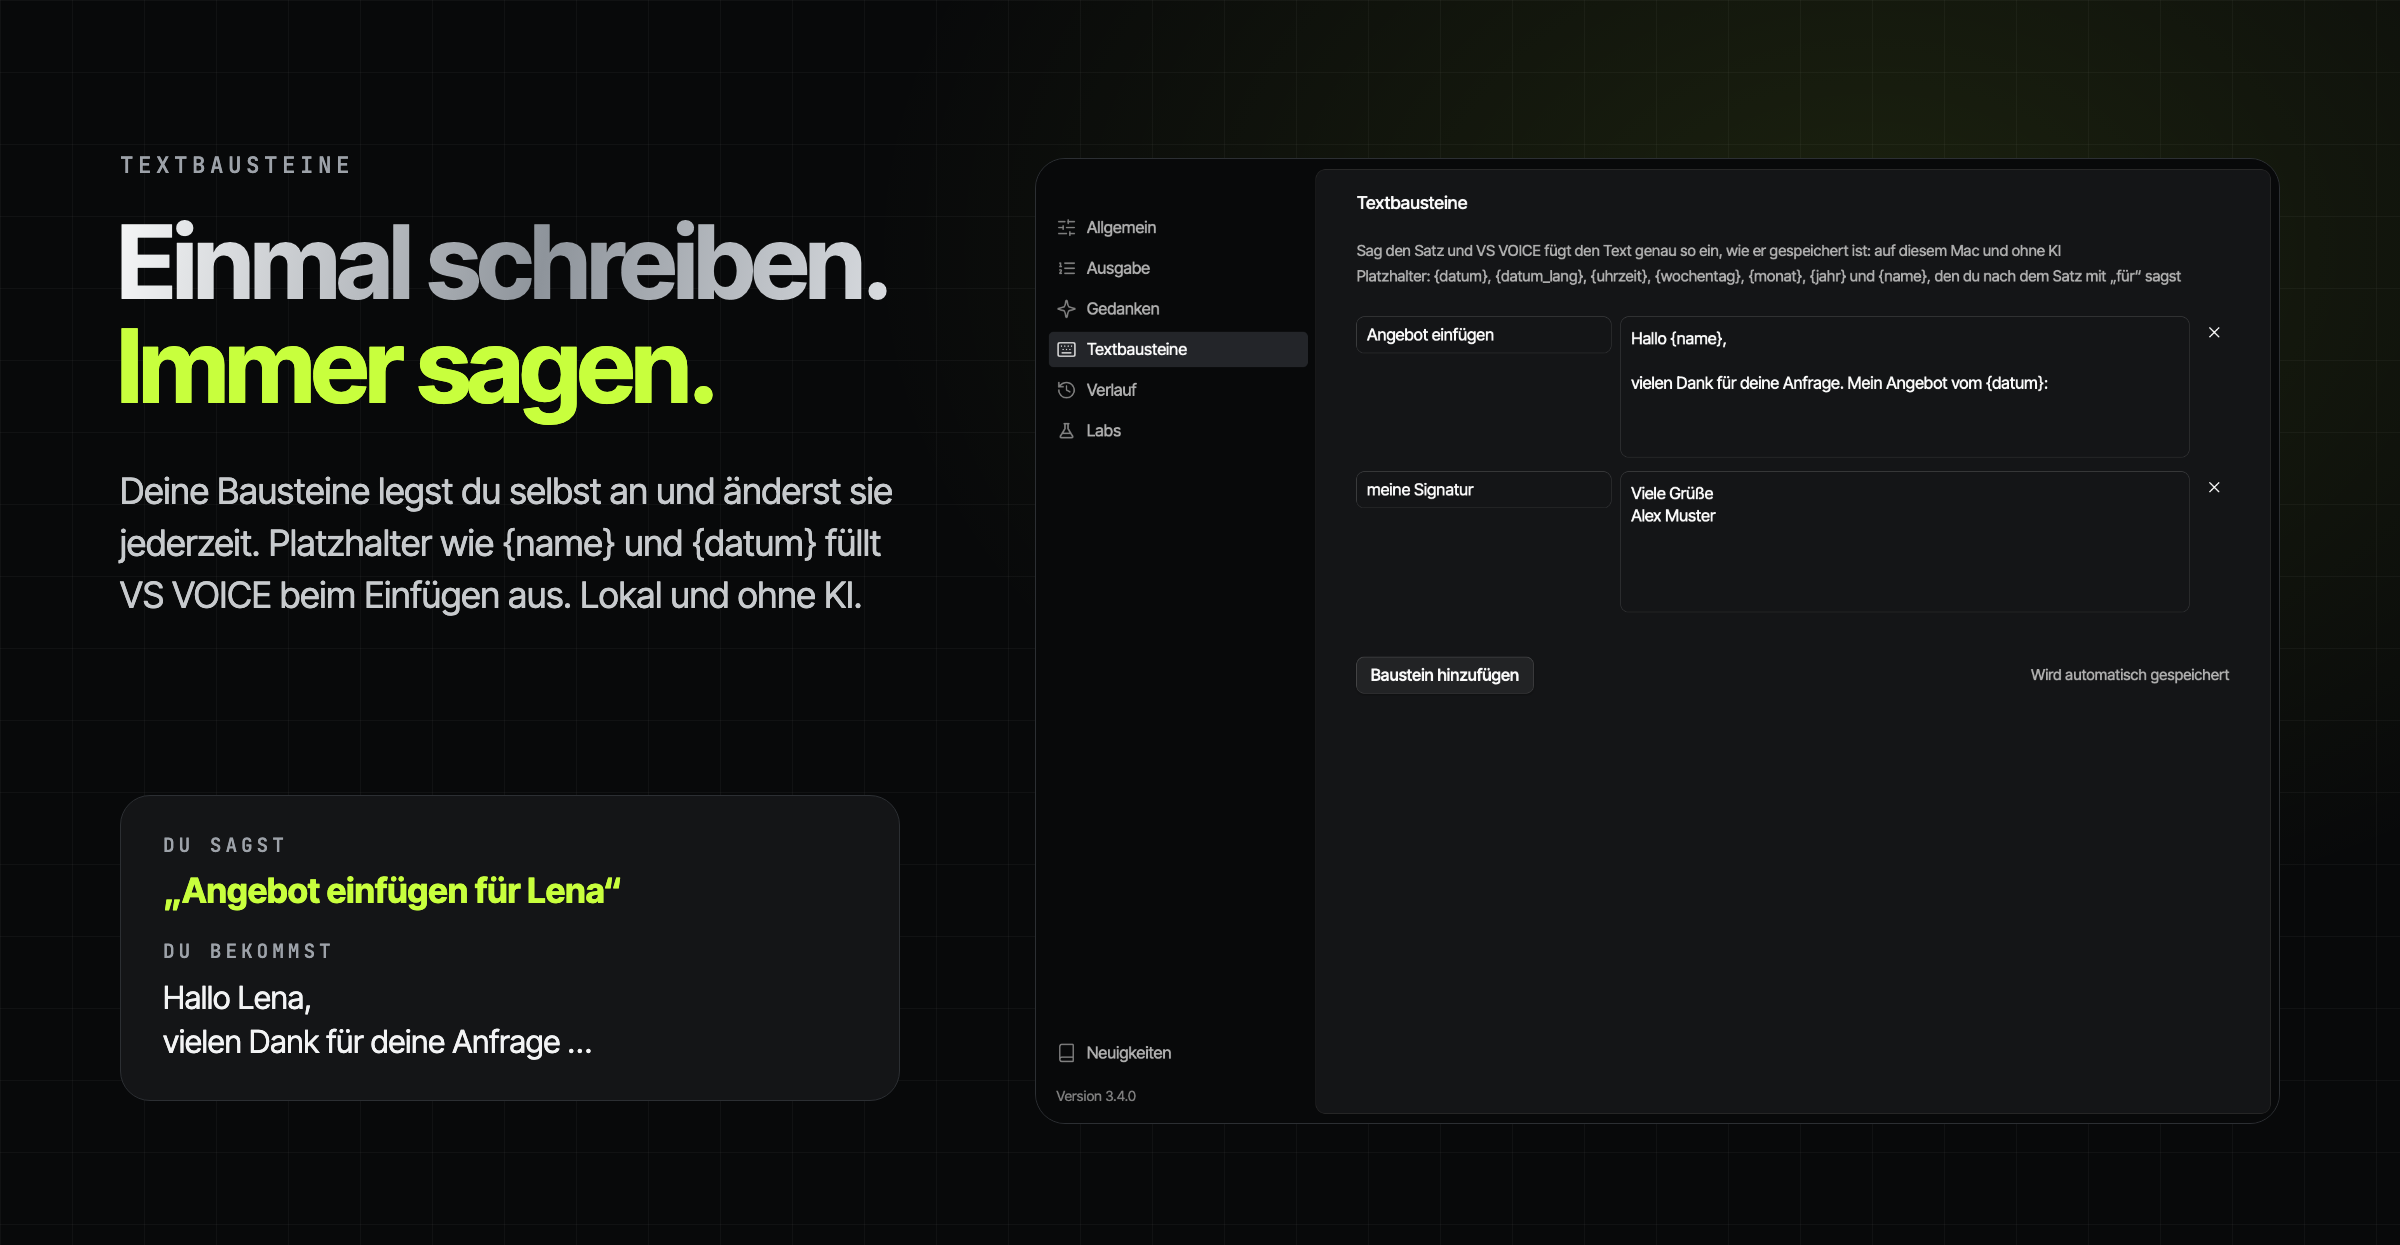 TEXTBAUSTEINE
Einmal schreiben.
Immer sagen.
Deine Bausteine legst du selbst an und änderst sie
jederzeit. Platzhalter wie {name} und {datum} füllt
VS VOICE beim Einfügen aus. Lokal und ohne KI.
DU SAGST
„Angebot einfügen für Lena“
DU BEKOMMST
Hallo Lena,
vielen Dank für deine Anfrage ...
Allgemein
Ausgabe
Gedanken
Textbausteine
Verlauf
Labs
Neuigkeiten
Version 3.4.0
Textbausteine
Sag den Satz und VS VOICE fügt den Text genau so ein, wie er gespeichert ist: auf diesem Mac und ohne KI
Platzhalter: {datum}, {datum_lang}, {uhrzeit}, {wochentag}, {monat}, {jahr} und {name}, den du nach dem Satz mit „für“ sagst
Angebot einfügen
Hallo {name},
vielen Dank für deine Anfrage. Mein Angebot vom {datum}:
meine Signatur
Viele Grüße
Alex Muster
Baustein hinzufügen
Wird automatisch gespeichert